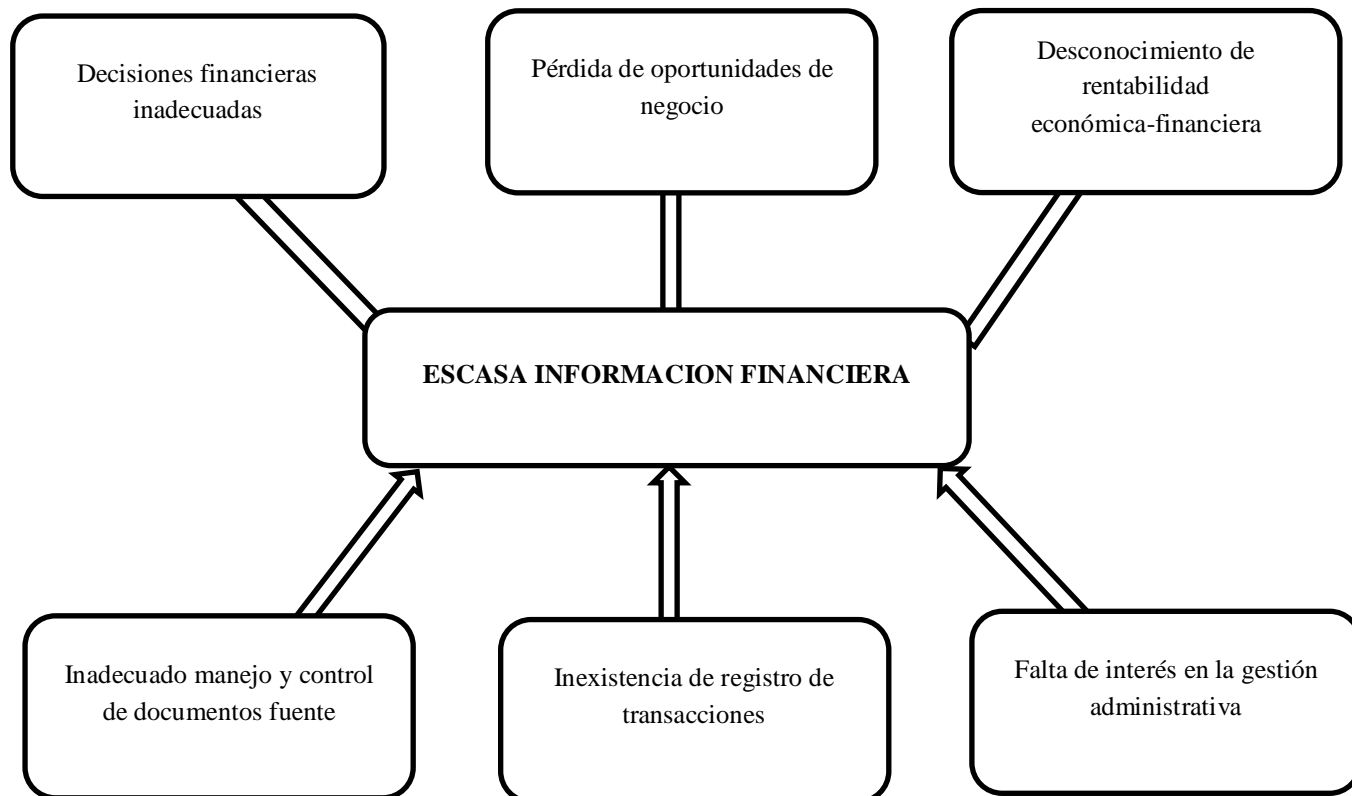 Decisiones financieras
inadecuadas
Pérdida de oportunidades de
negocio
Desconocimiento de
rentabilidad
económica-financiera
ESCASA INFORMACION FINANCIERA
Inadecuado manejo y control
de documentos fuente
Inexistencia de registro de
transacciones
Falta de interés en la gestión
administrativa